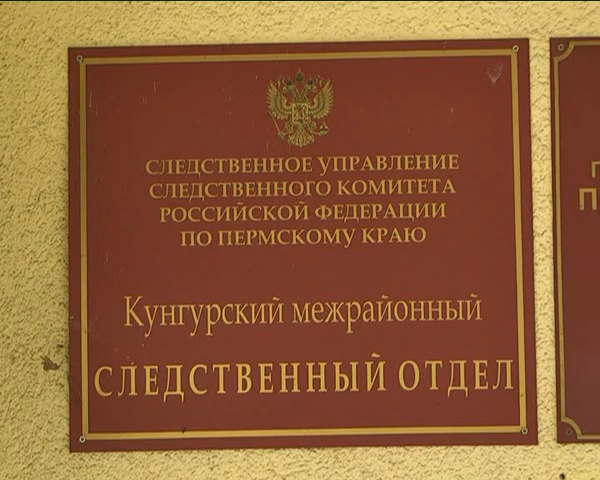 СЛЕДСТВЕННОЕ УПРАВЛЕНИЕ
СЛЕДСТВЕННОГО КОМИТЕТА
РОССИЙСКОЙ ФЕДЕРАЦИИ
ПО ПЕРМСКОМУ КРАЮ
Кунгурский межрайонный
СЛЕДСТВЕННЫЙ ОТДЕЛ